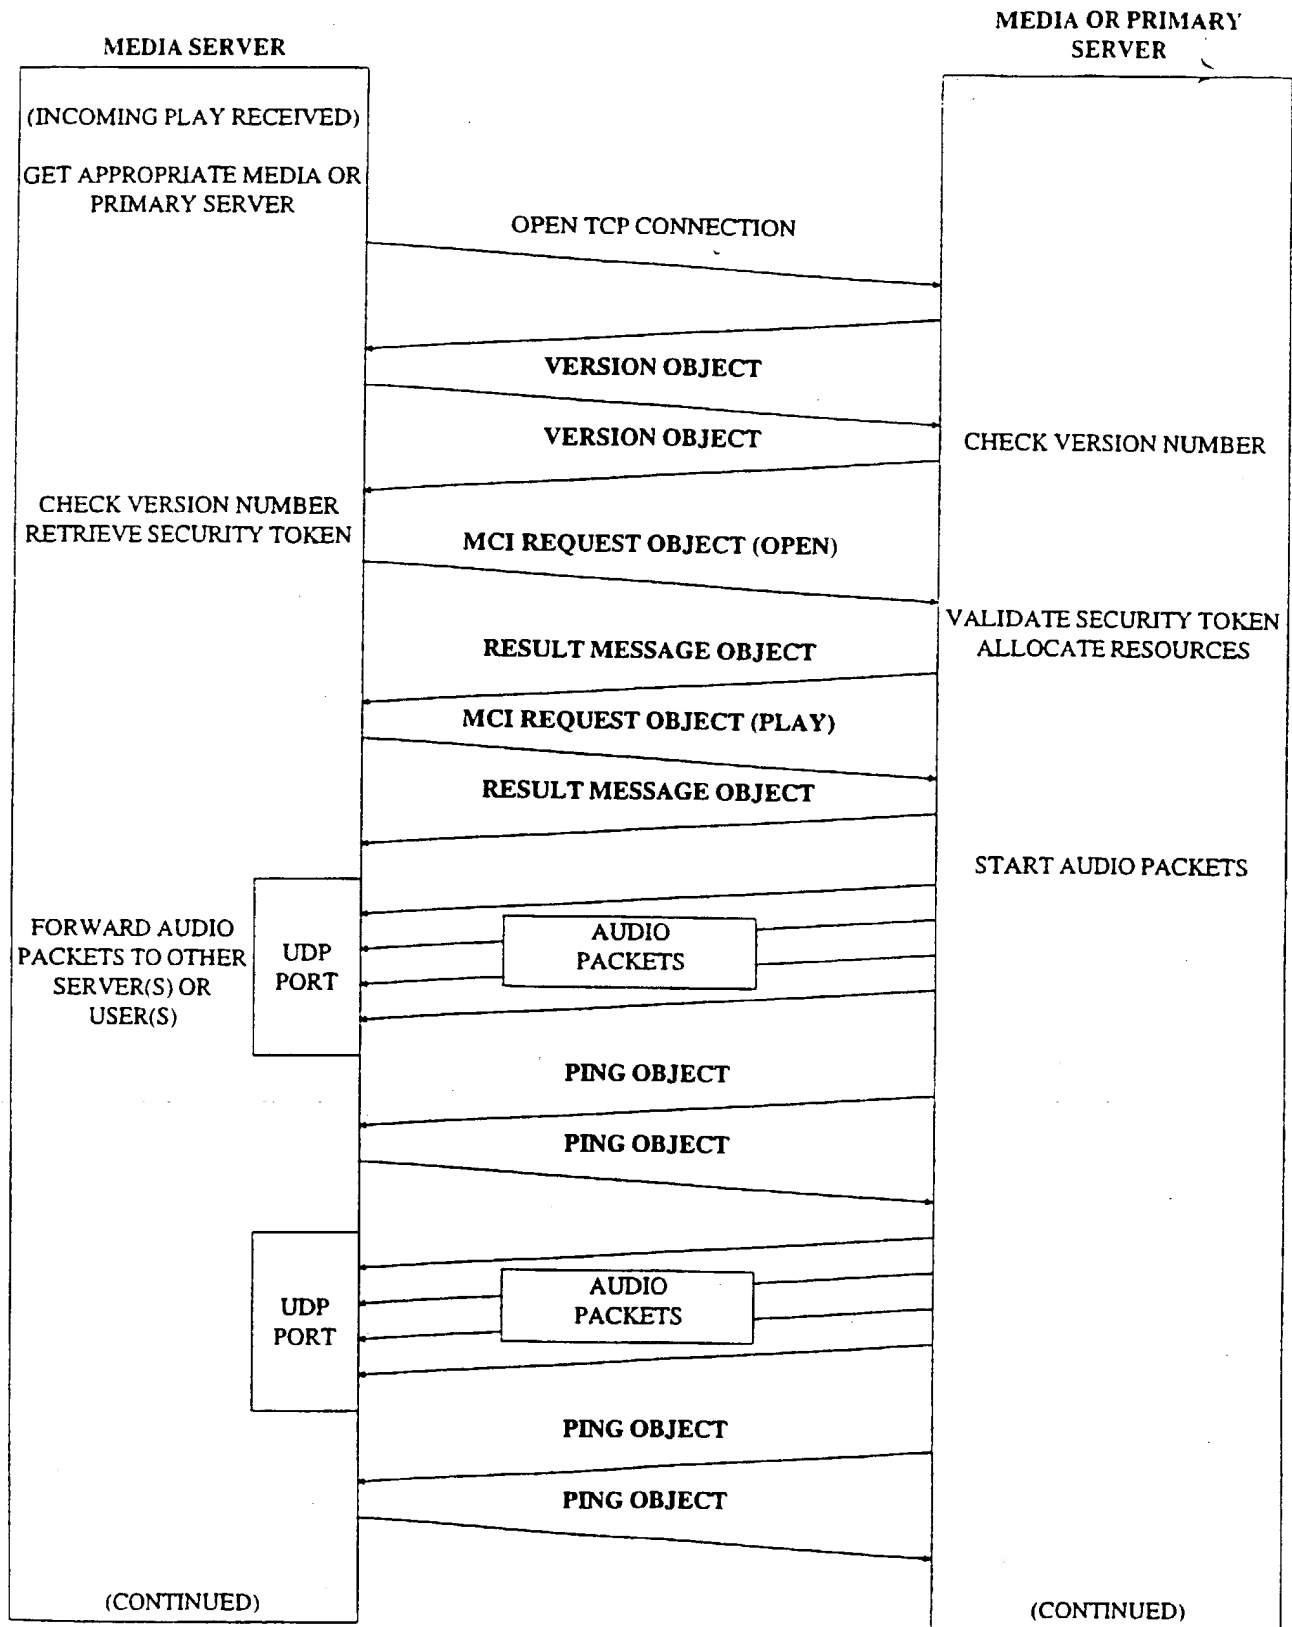 MEDIA SERVER
MEDIA OR PRIMARY
SERVER
(INCOMING PLAY RECEIVED)
GET APPROPRIATE MEDIA OR
PRIMARY SERVER
OPEN TCP CONNECTION
VERSION OBJECT
VERSION OBJECT
CHECK VERSION NUMBER
CHECK VERSION NUMBER
RETRIEVE SECURITY TOKEN
MCI REQUEST OBJECT (OPEN)
VALIDATE SECURITY TOKEN
ALLOCATE RESOURCES
RESULT MESSAGE OBJECT
MCI REQUEST OBJECT (PLAY)
RESULT MESSAGE OBJECT
START AUDIO PACKETS
FORWARD AUDIO
PACKETS TO OTHER
SERVER(S) OR
USER(S)
UDP
PORT
AUDIO
PACKETS
PING OBJECT
PING OBJECT
UDP
PORT
AUDIO
PACKETS
PING OBJECT
PING OBJECT
(CONTINUED)
(CONTINUED)